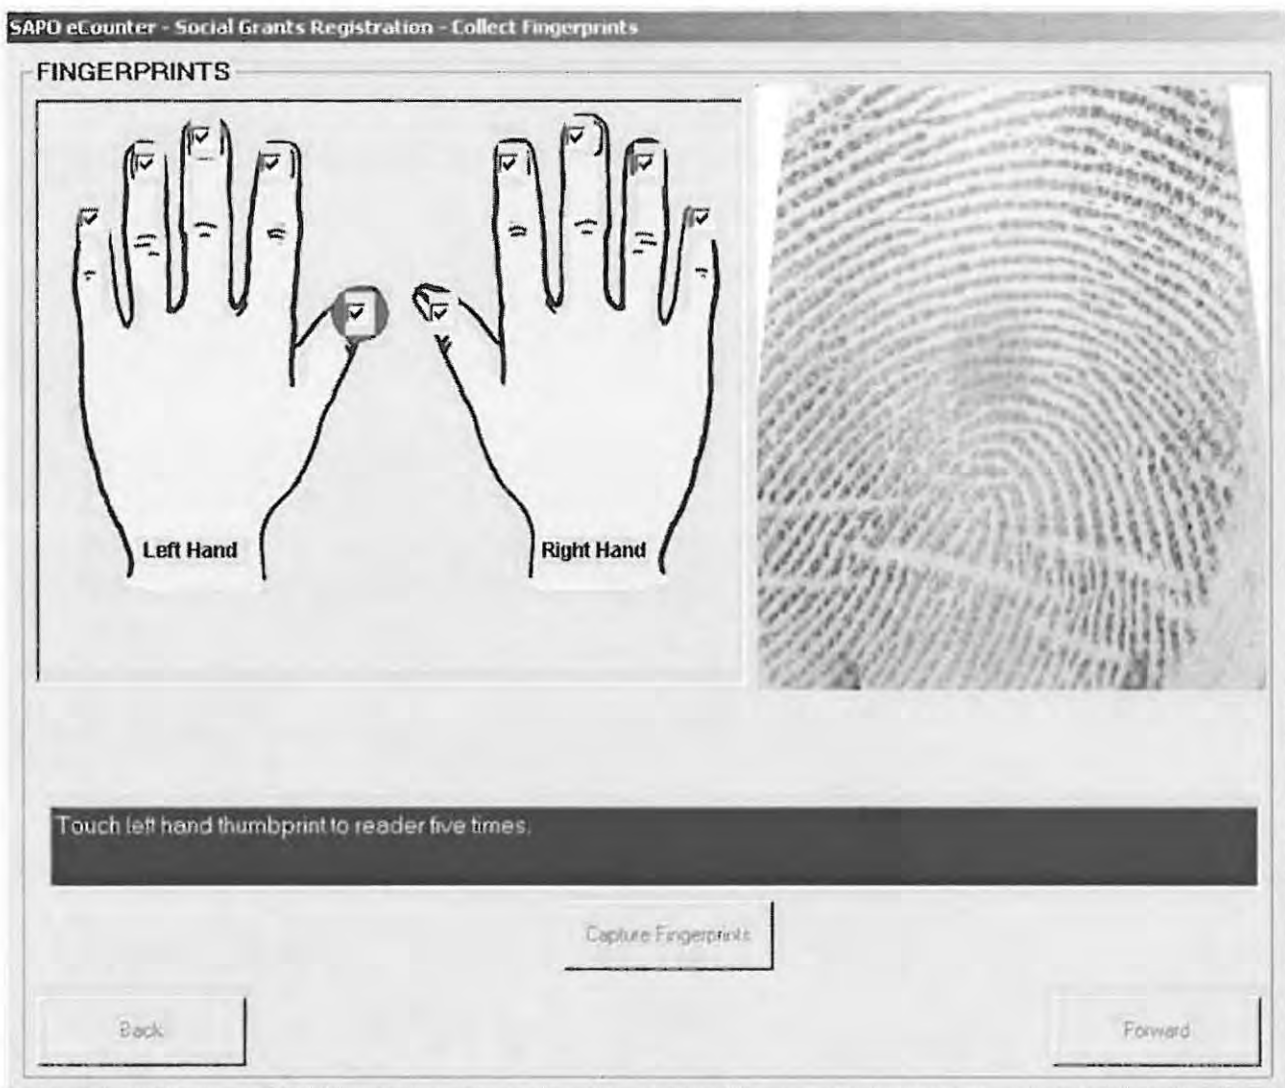 SAPO eCounter - Social Grants Registration - Collect Fingerprints
FINGERPRINTS
Left Hand
Right Hand
Touch left hand thumbprint to reader five times.
Capture Fingerprints
Back
Forward